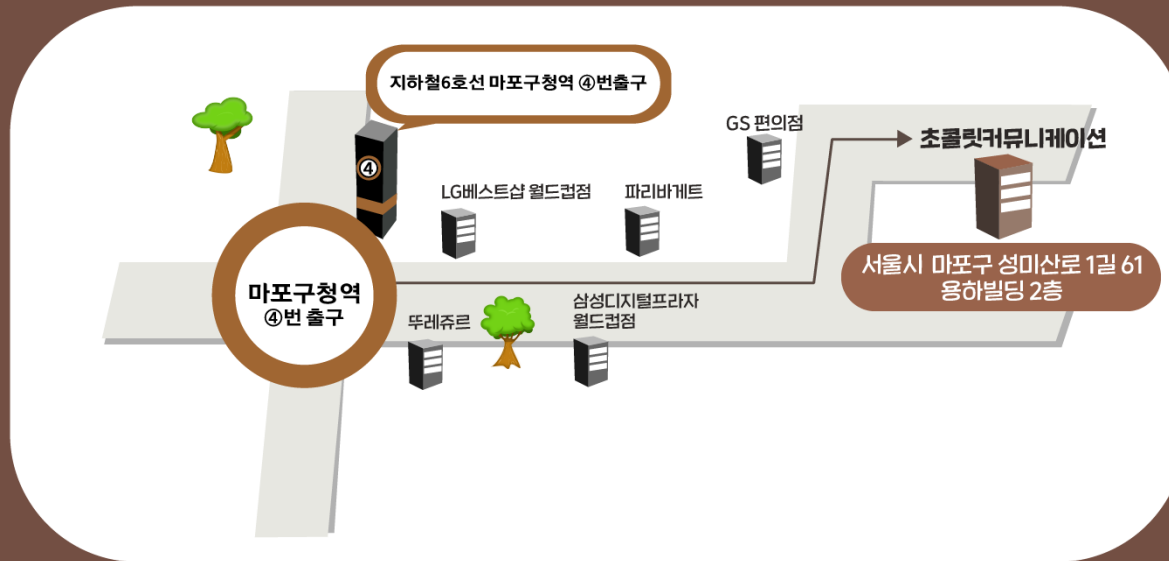 지하철6호선 마포구청역 ④번출구
④
GS 편의점
초콜릿커뮤니케이션
LG베스트샵 월드컵점
파리바게트
서울시 마포구 성미산로 1길 61
용하빌딩 2층
마포구청역
④번 출구
뚜레쥬르
삼성디지털프라자
월드컵점